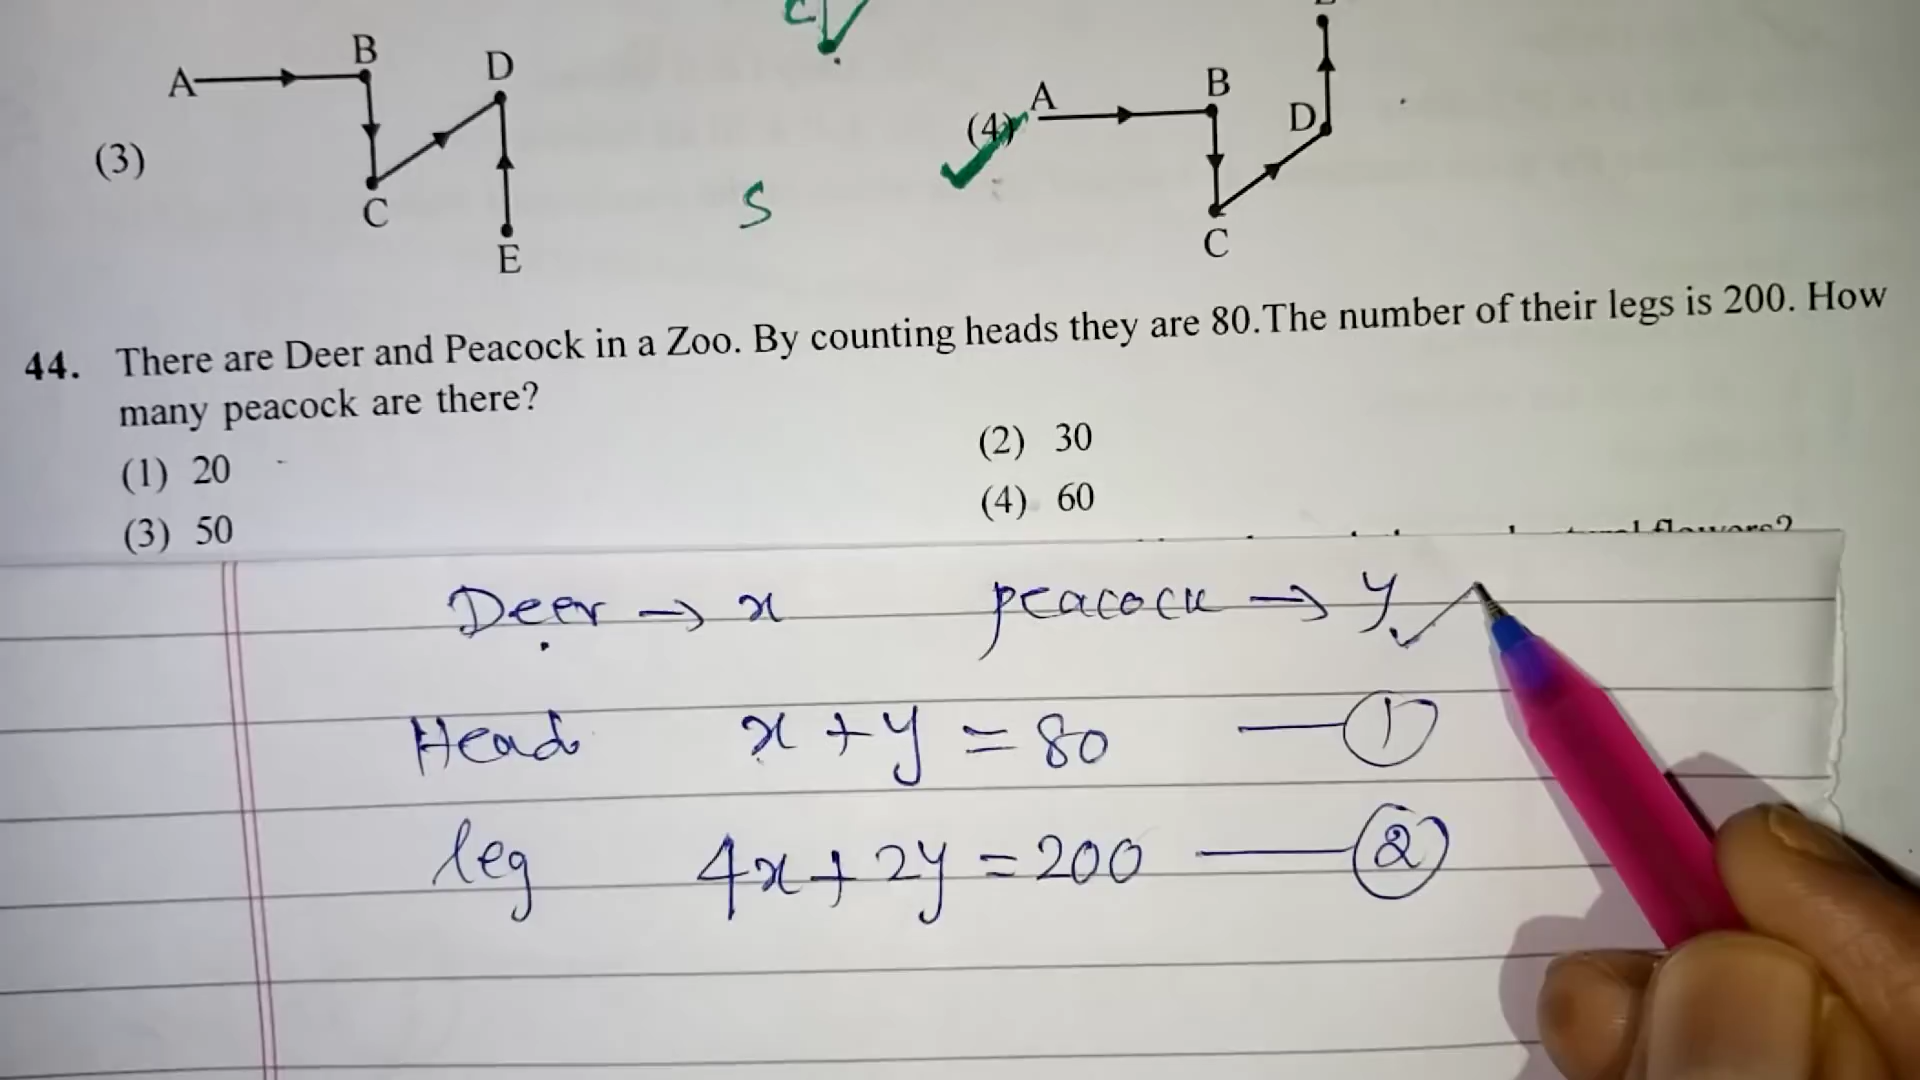 B
D
A
(3)
C
E
S
A
B
(4)
D
C
44. There are Deer and Peacock in a Zoo. By counting heads they are 80.The number of their legs is 200. How
many peacock are there?
(1) 20
(2) 30
(3) 50
(4) 60
flowers?
Deer → x peacock → y
Head x + y = 80 — 1
leg 4x + 2y = 200 — 2